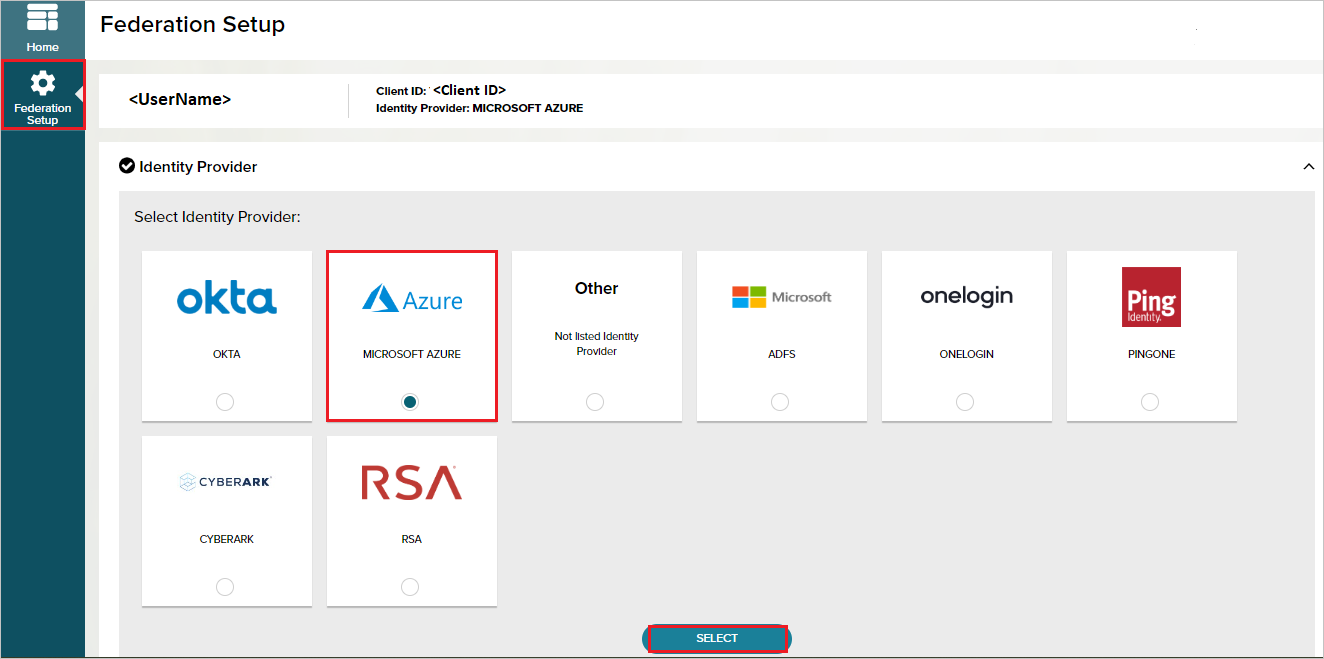 Home
Federation
Setup
Federation Setup
<UserName>
Client ID: <Client ID>
Identity Provider: MICROSOFT AZURE
Identity Provider
Select Identity Provider:
okta
OKTA
Azure
MICROSOFT AZURE
Other
Not listed Identity
Provider
Microsoft
ADFS
onelogin
ONELOGIN
Ping
Identity.
PINGONE
CYBERARK
CYBERARK
RSA
RSA
SELECT